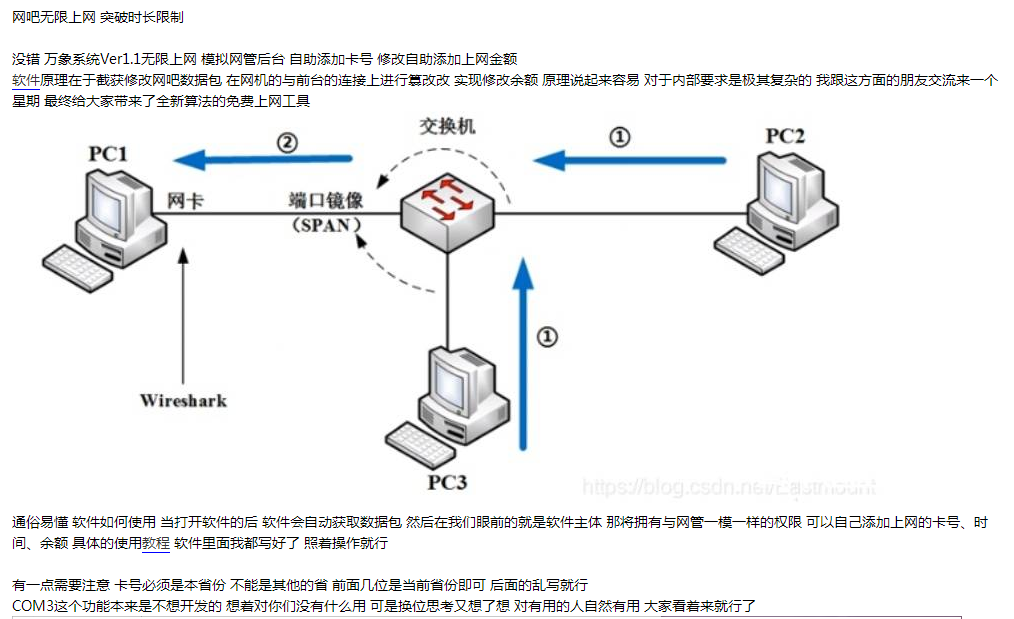 网吧无限上网 突破时长限制
没错 万象系统Ver1.1无限上网 模拟网管后台 自助添加卡号 修改自助添加上网金额
软件原理在于截获修改网吧数据包 在网机的与前台的连接上进行篡改改 实现修改余额 原理说起来容易 对于内部要求是极其复杂的 我跟这方面的朋友交流来一个
星期 最终给大家带来了全新算法的免费上网工具
交换机
PC1
②
①
PC2
网卡
端口镜像
（SPAN）
①
Wireshark
PC3
https://blog.csdn.net/Eastmount
通俗易懂 软件如何使用 当打开软件的后 软件会自动获取数据包 然后在我们眼前的就是软件主体 那将拥有与网管一模一样的权限 可以自己添加上网的卡号、时
间、余额 具体的使用教程 软件里面我都写好了 照着操作就行
有一点需要注意 卡号必须是本省份 不能是其他的省 前面几位是当前省份即可 后面的乱写就行
COM3这个功能本来是不想开发的 想着对你们没有什么用 可是换位思考又想了想 对有用的人自然有用 大家看着来就行了